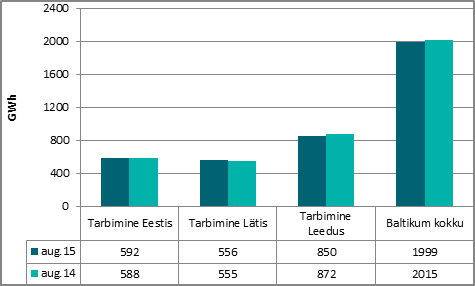 2400
2000
1600
1200
800
400
0
GWh
Tarbimine Eestis Tarbimine Lätis Tarbimine Leedus Baltikum kokku
aug.15 592 556 850 1999
aug.14 588 555 872 2015